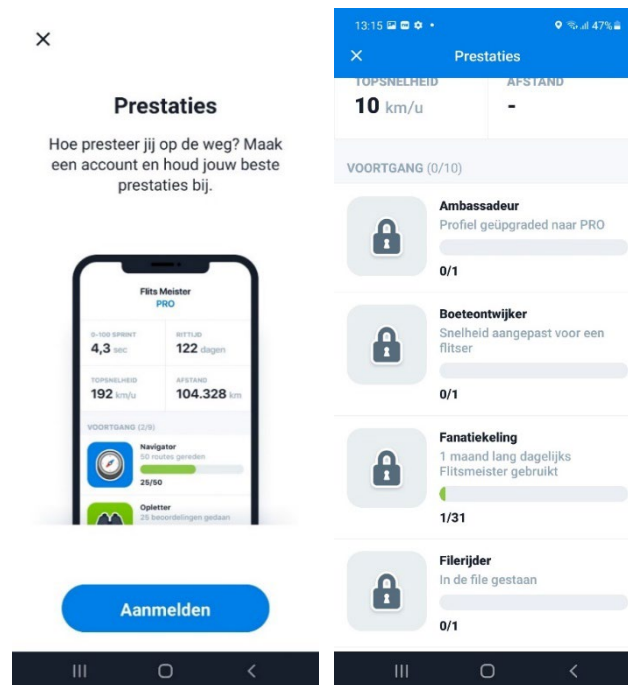 Prestaties
Hoe presteer jij op de weg? Maak
een account en houd jouw beste
prestaties bij.
Flits Meister
PRO
0-100 SPRINT
RITTIJD
4,3 sec
122 dagen
TOPSNELHEID
AFSTAND
192 km/u
104.328 km
VOORTGANG (2/9)
Navigator
50 routes gereden
25/50
Opletter
25 beoordelingen gedaan
Aanmelden
13:15
47%
Prestaties
TOPSNELHEID
AFSTAND
10 km/u
-
VOORTGANG (0/10)
Ambassadeur
Profiel geüpgraded naar PRO
0/1
Boeteontwijker
Snelheid aangepast voor een
flitser
0/1
Fanatiekeling
1 maand lang dagelijks
Flitsmeister gebruikt
1/31
Filerijder
In de file gestaan
0/1